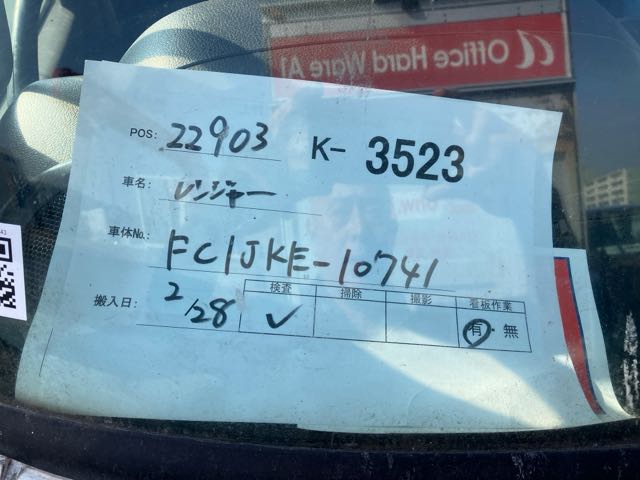 Office Hard Ware Al
POS: 22903 K- 3523
車名: レンジャー
車体No.: FC1JKE-10741
搬入日: 2/28
検査 掃除 撮影 看板作業
✓ 有・無